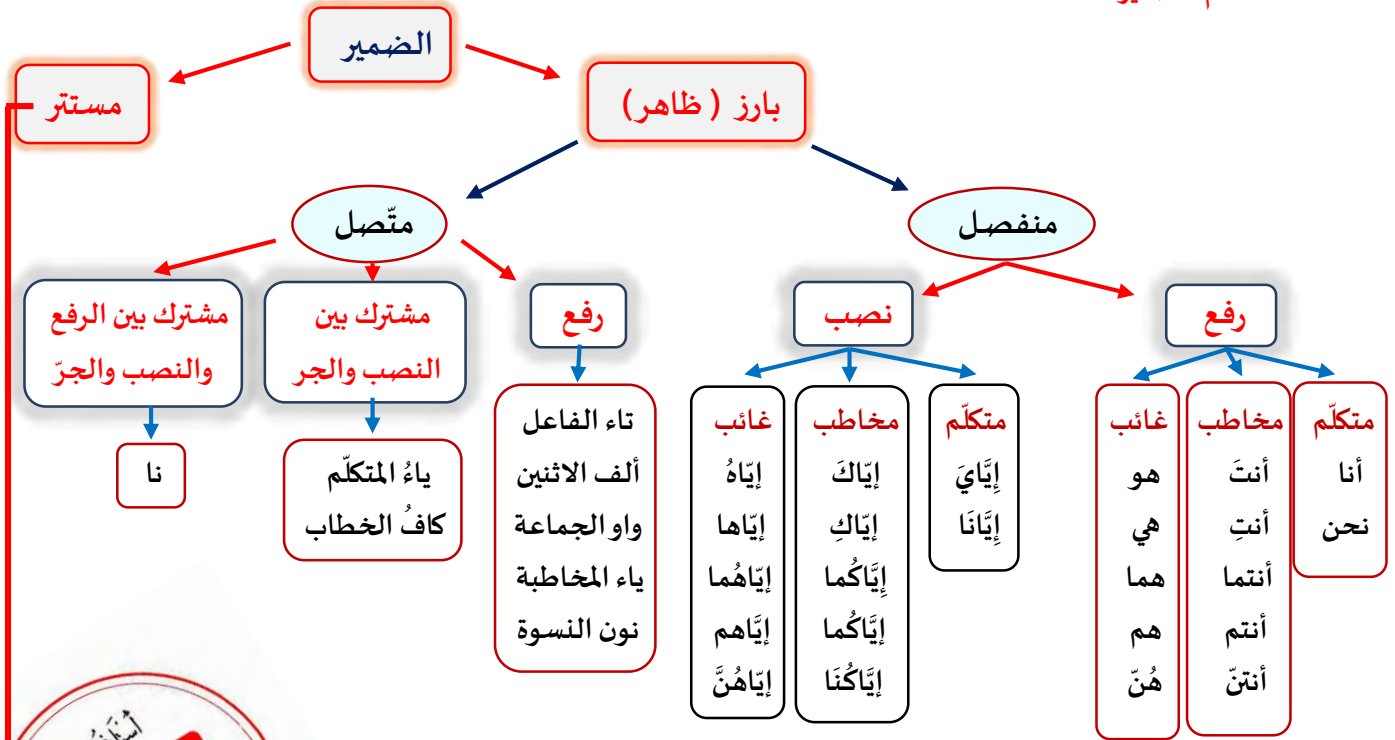 الضمير
بارز ( ظاهر)
مستتر
منفصل
متّصل
رفع
نصب
رفع
مشترك بين
النصب والجر
مشترك بين الرفع
والنصب والجرّ
متكلّم
أنا
نحن
مخاطب
أنتَ
أنتِ
أنتما
أنتم
أنتنّ
غائب
هو
هي
هما
هم
هُنّ
متكلّم
إِيَّايَ
إِيَّانَا
مخاطب
إيّاكَ
إيّاكِ
إِيَّاكُما
إيَّاكُما
إيَّاكُنَا
غائب
إيّاهُ
إيّاها
إيّاهُما
إيَّاهم
إيّاهُنَّ
تاء الفاعل
ألف الاثنين
واو الجماعة
ياء المخاطبة
نون النسوة
ياءُ المتكلّم
كافُ الخطاب
نا